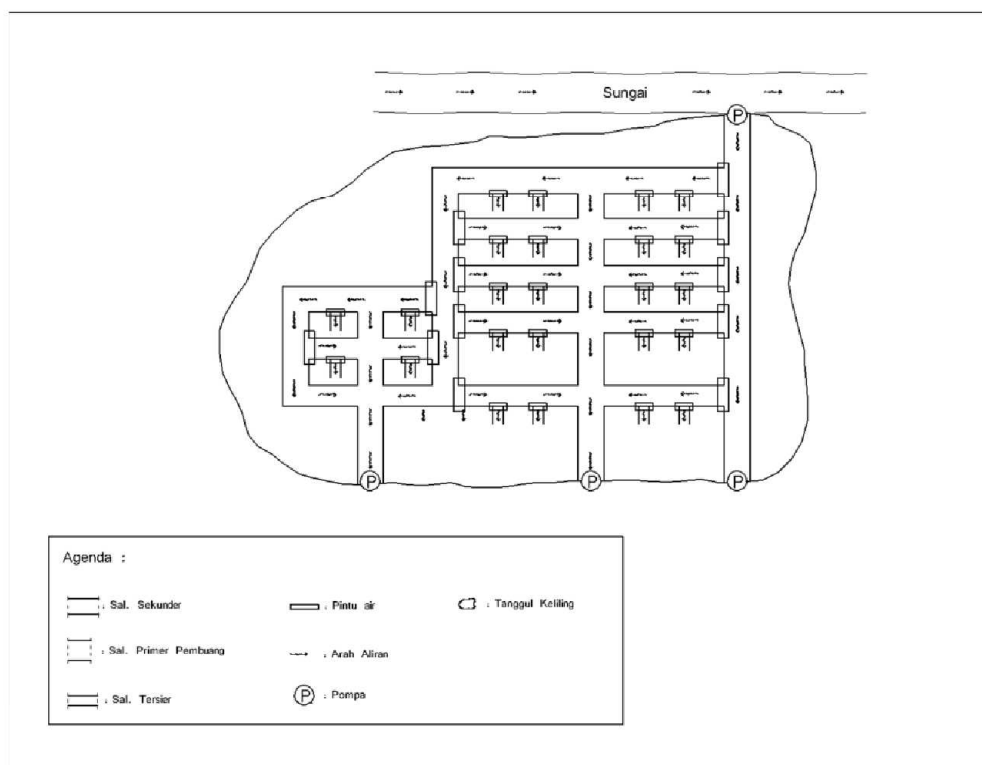 Sungai
P
P
P
P
Agenda :
: Sal. Sekunder
: Pintu air
: Tanggul Keliling
: Sal. Primer Pembuang
: Arah Aliran
: Sal. Tersier
P : Pompa